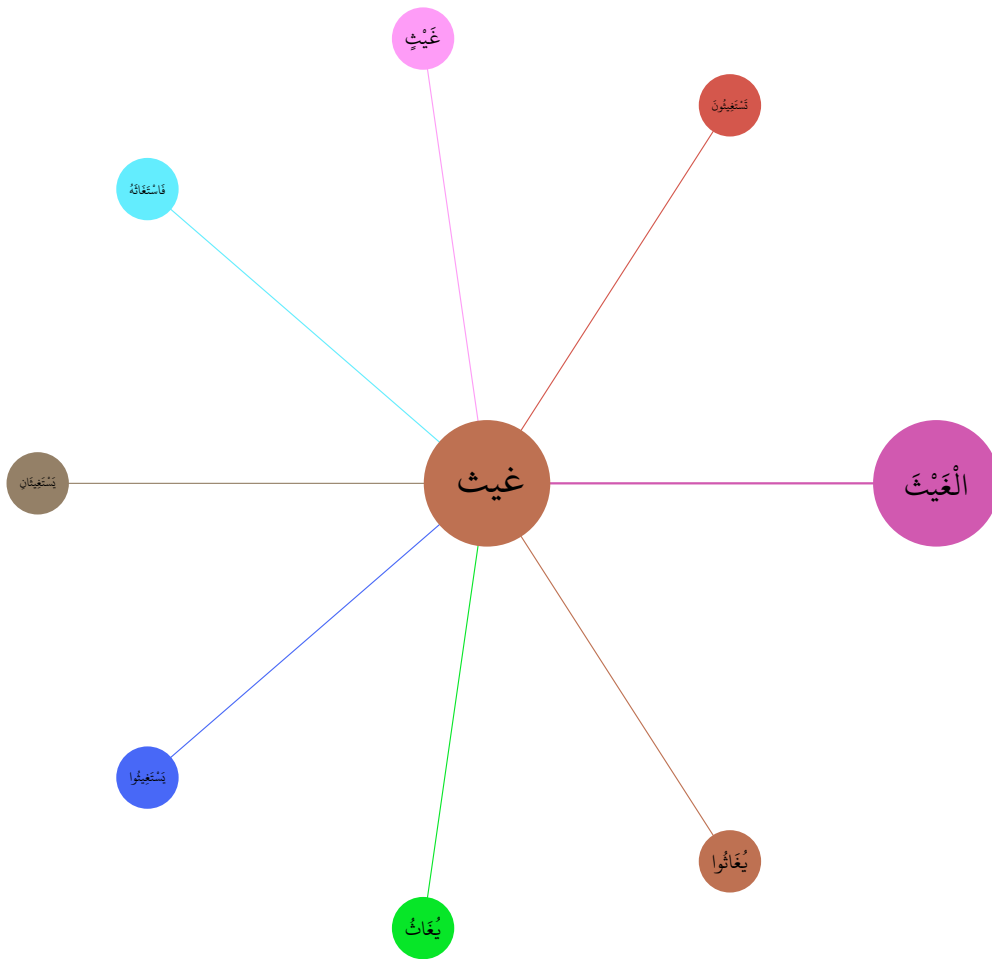 غَيْثٍ
تَسْتَغِيثُونَ
فَاسْتَغَاثَهُ
غيث
الْغَيْثَ
يَسْتَغِيثَانِ
يَسْتَغِيثُوا
يُغَاثُوا
يُغَاثُ